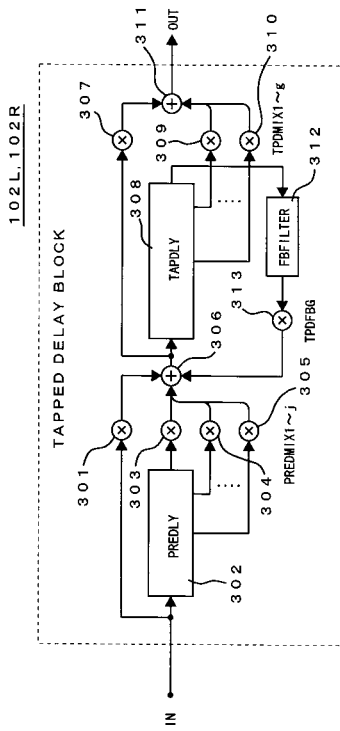 102L, 102R
TAPPED DELAY BLOCK
IN
301
PREDLY
302
303
304
305
PREDMIX1~j
306
307
308
TAPDLY
309
310
TPDMIX1~g
311
OUT
312
FBFILTER
313
TPDFBG